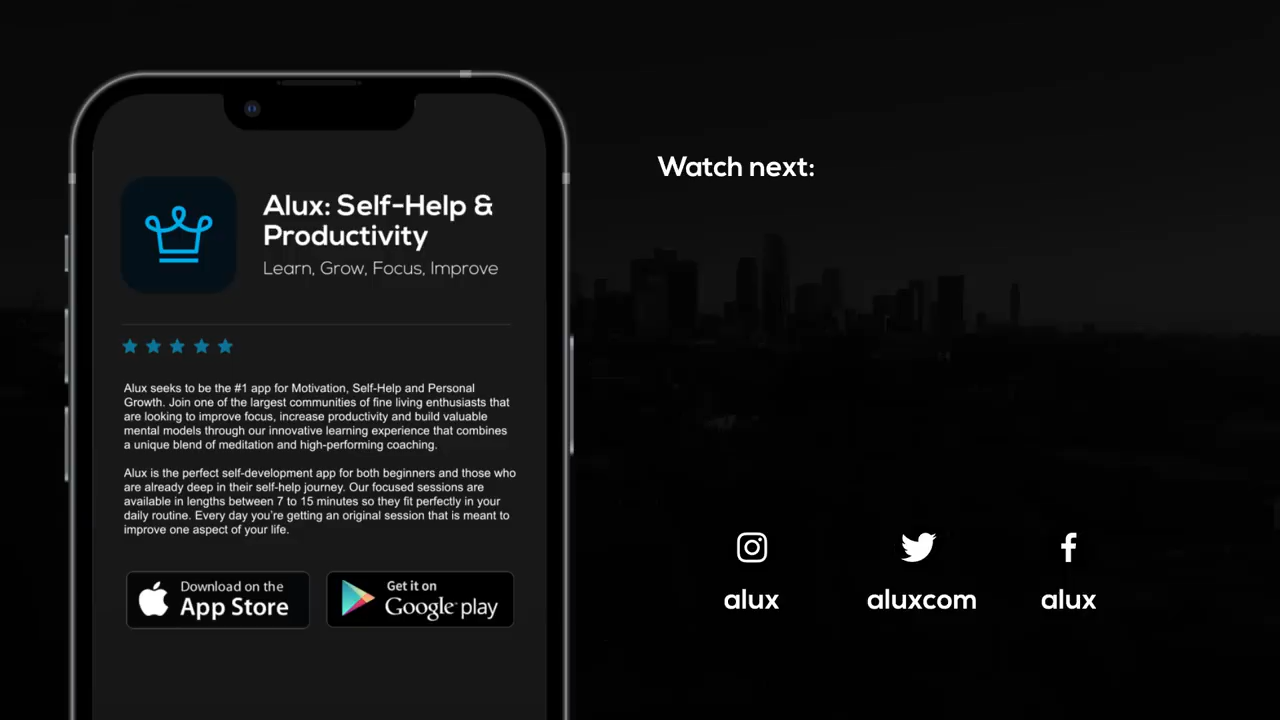 Alux: Self-Help &
Productivity
Learn, Grow, Focus, Improve
Alux seeks to be the #1 app for Motivation, Self-Help and Personal
Growth. Join one of the largest communities of fine living enthusiasts that
are looking to improve focus, increase productivity and build valuable
mental models through our innovative learning experience that combines
a unique blend of meditation and high-performing coaching.
Alux is the perfect self-development app for both beginners and those who
are already deep in their self-help journey. Our focused sessions are
available in lengths between 7 to 15 minutes so they fit perfectly in your
daily routine. Every day you're getting an original session that is meant to
improve one aspect of your life.
Download on the
App Store
Get it on
Google play
Watch next:
alux
aluxcom
alux